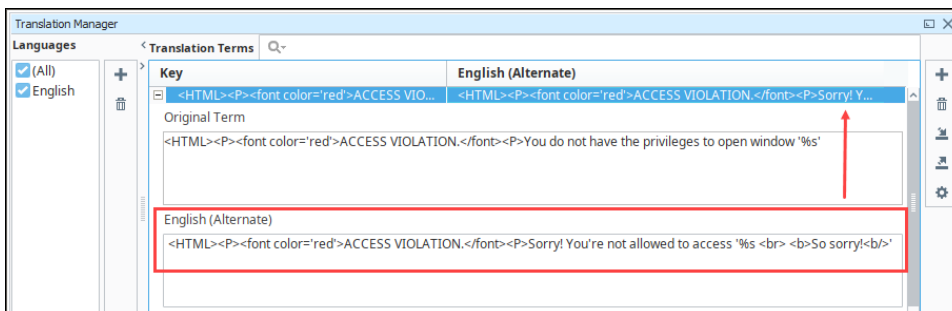 Translation Manager
Languages
Translation Terms
(All)
English
Key English (Alternate)
<HTML><P><font color='red'>ACCESS VIO... <HTML><P><font color='red'>ACCESS VIOLATION.</font><P>Sorry! Y...
Original Term
<HTML><P><font color='red'>ACCESS VIOLATION.</font><P>You do not have the privileges to open window '%s'
English (Alternate)
<HTML><P><font color='red'>ACCESS VIOLATION.</font><P>Sorry! You're not allowed to access '%s <br> <b>So sorry!<b/>'